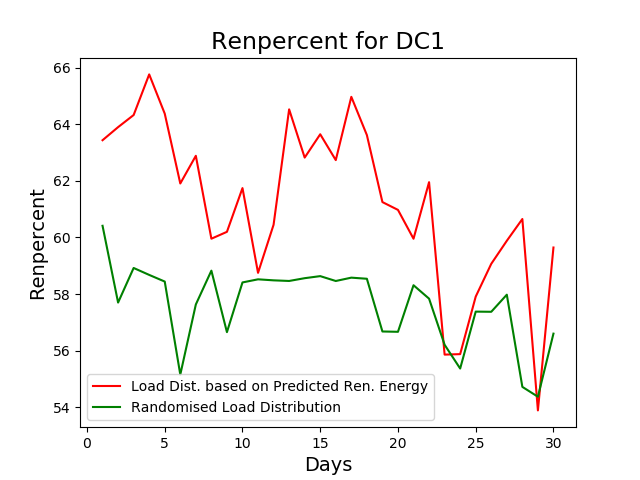 Renpercent for DC1
66
64
62
60
58
56
54
Renpercent
Load Dist. based on Predicted Ren. Energy
Randomised Load Distribution
0 5 10 15 20 25 30
Days